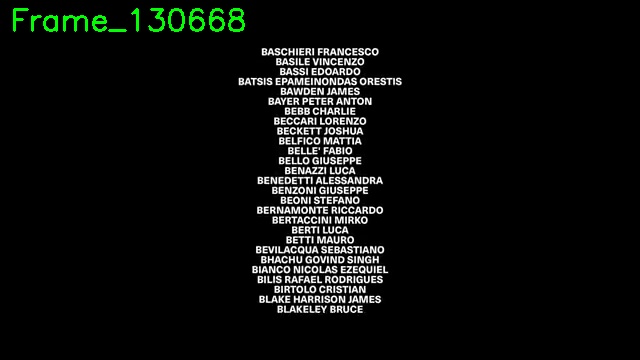 Frame_130668
BASCHIERI FRANCESCO
BASILE VINCENZO
BASSI EDOARDO
BATSIS EPAMEINONDAS ORESTIS
BAWDEN JAMES
BAYER PETER ANTON
BEBB CHARLIE
BECCARI LORENZO
BECKETT JOSHUA
BELFICO MATTIA
BELLE' FABIO
BELLO GIUSEPPE
BENAZZI LUCA
BENEDETTI ALESSANDRA
BENZONI GIUSEPPE
BEONI STEFANO
BERNAMONTE RICCARDO
BERTACCINI MIRKO
BERTI LUCA
BETTI MAURO
BEVILACQUA SEBASTIANO
BHACHU GOVIND SINGH
BIANCO NICOLAS EZEQUIEL
BILIS RAFAEL RODRIGUES
BIRTOLO CRISTIAN
BLAKE HARRISON JAMES
BLAKELEY BRUCE